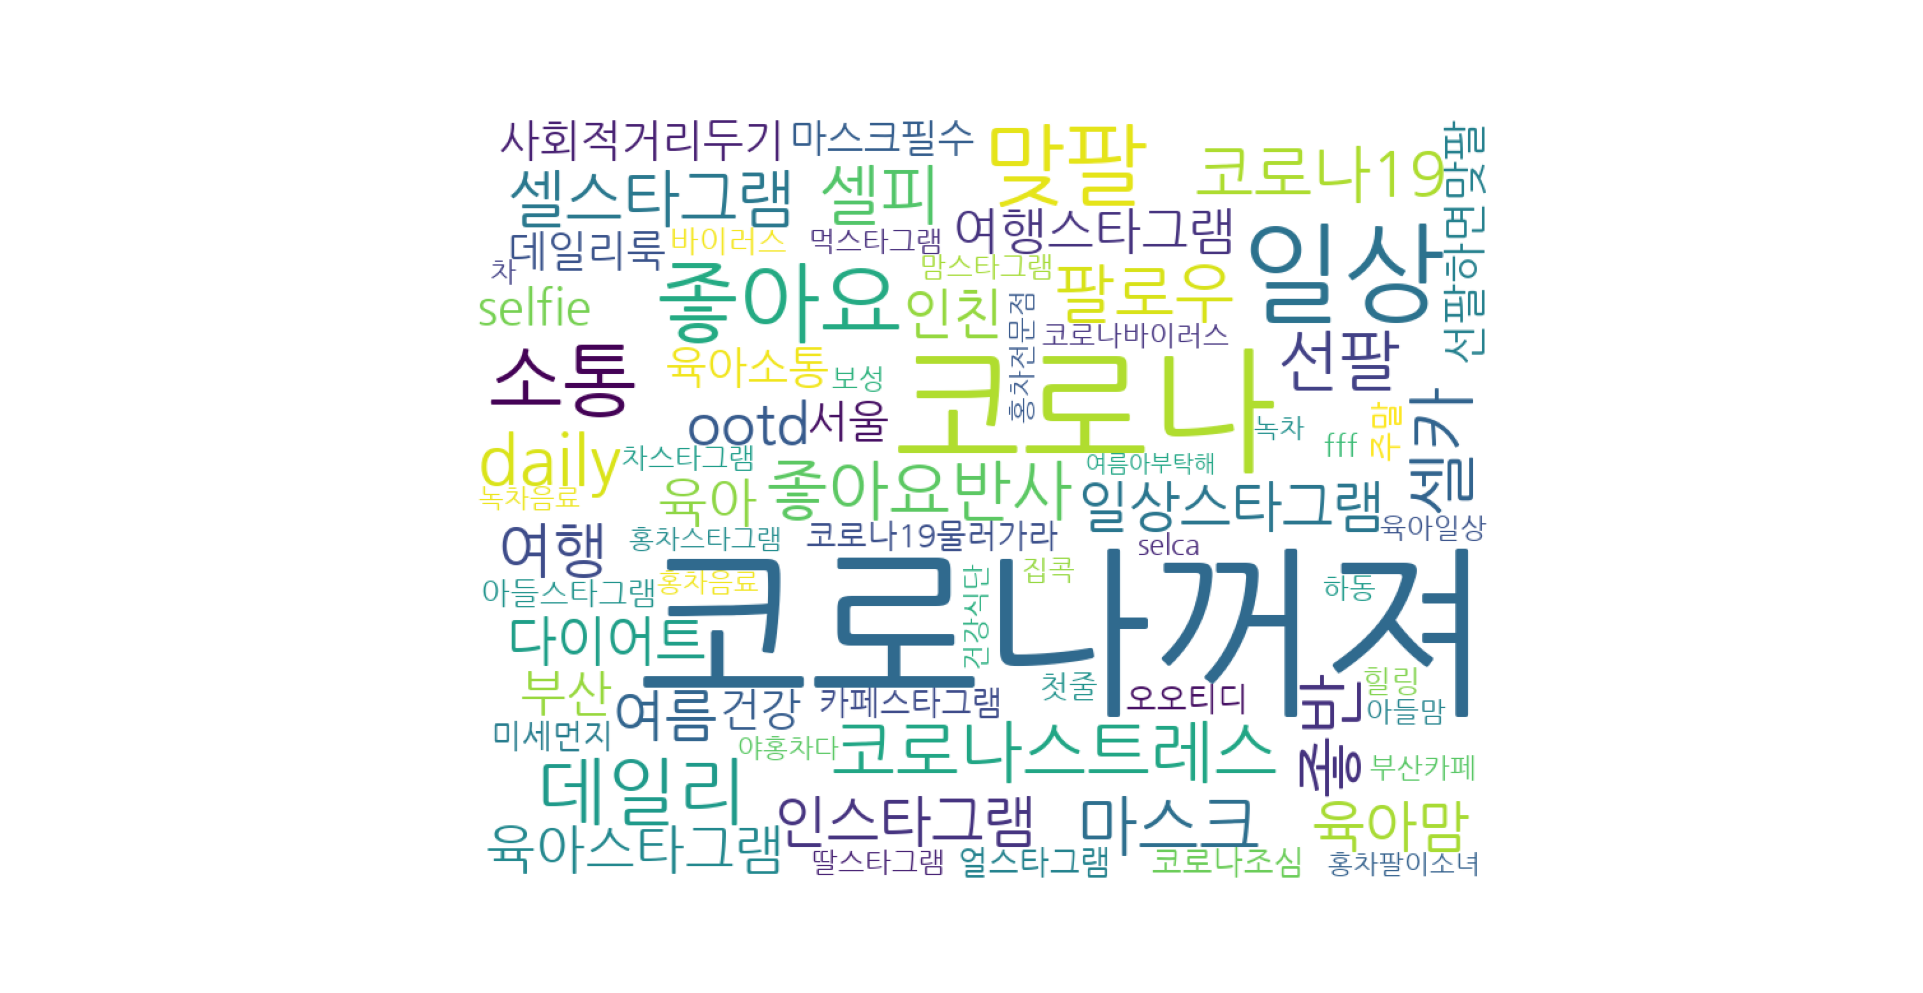 사회적거리두기
마스크필수
맞팔
코로나19
선팔하면맞팔
셀스타그램
셀피
여행스타그램
일상
데일리룩
바이러스
먹스타그램
차
맘스타그램
좋아요
인친
팔로우
selfie
홍차전문점
코로나바이러스
선팔
소통
육아소통
보성
코로나
셀카
ootd
서울
녹차
주말
fff
daily
차스타그램
좋아요반사
여름아부탁해
녹차음료
육아
일상스타그램
육아일상
여행
홍차스타그램
코로나19물러가라
selca
집콕
아들스타그램
홍차음료
코로나꺼져
건강식단
하동
다이어트
부산
여름
건강
카페스타그램
첫줄
오오티디
좋반
힐링
아들맘
미세먼지
야홍차다
코로나스트레스
부산카페
데일리
인스타그램
마스크
육아맘
육아스타그램
딸스타그램
얼스타그램
코로나조심
홍차팔이소녀